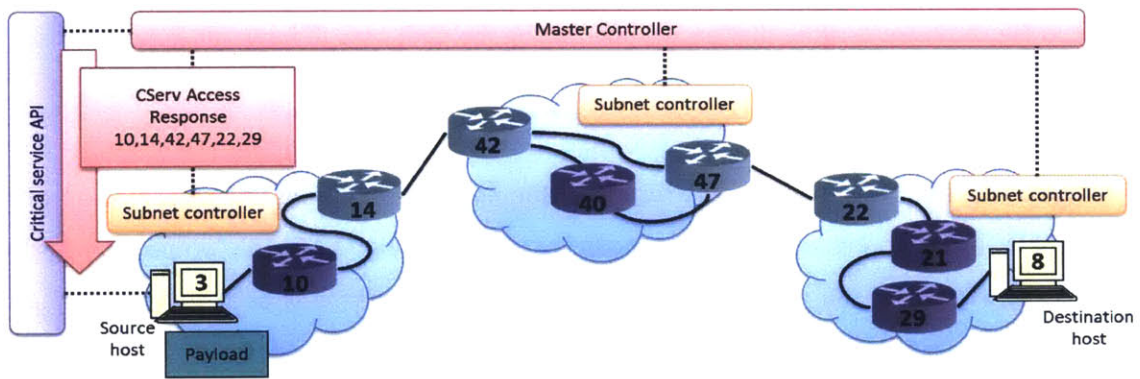 Master Controller
Critical service API
CServ Access
Response
10,14,42,47,22,29
Subnet controller
Subnet controller
Subnet controller
42
47
40
14
10
22
21
29
3
8
Source
host
Payload
Destination
host